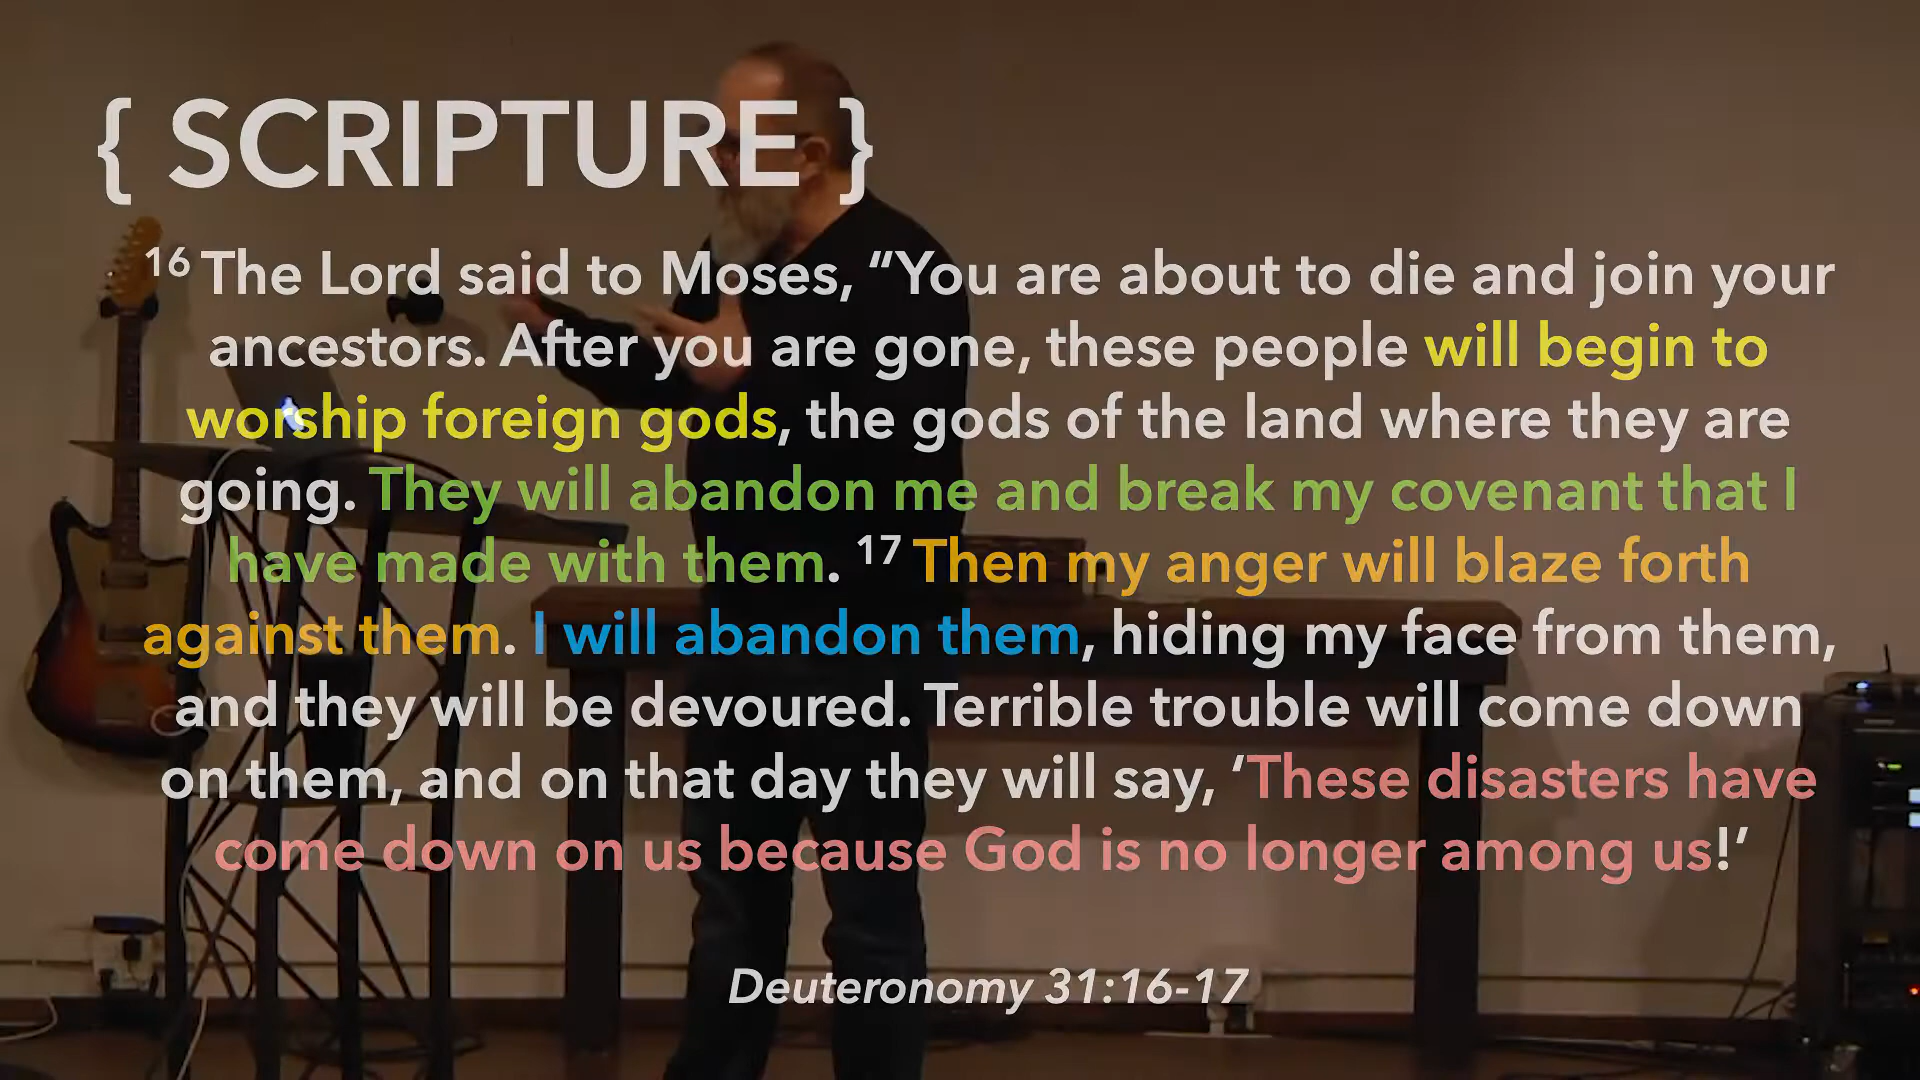 { SCRIPTURE }
16 The Lord said to Moses, “You are about to die and join your
ancestors. After you are gone, these people will begin to
worship foreign gods, the gods of the land where they are
going. They will abandon me and break my covenant that I
have made with them. 17 Then my anger will blaze forth
against them. I will abandon them, hiding my face from them,
and they will be devoured. Terrible trouble will come down
on them, and on that day they will say, ‘These disasters have
come down on us because God is no longer among us!’
Deuteronomy 31:16-17